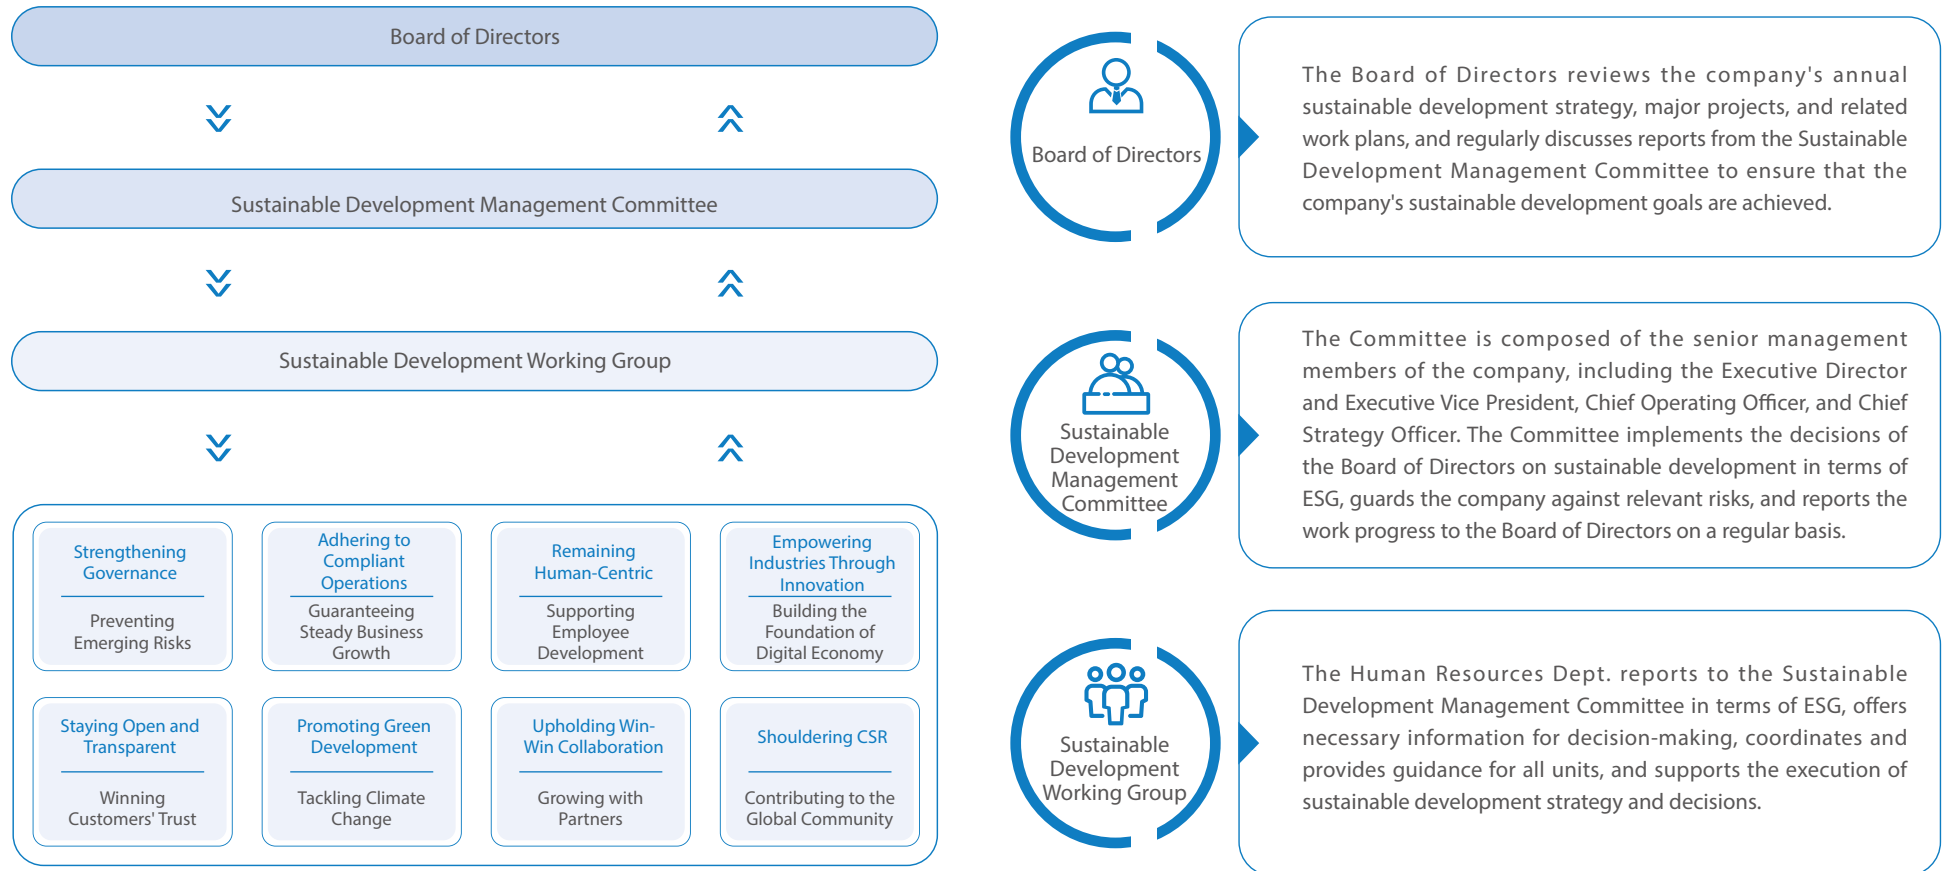 Board of Directors
Sustainable Development Management Committee
Sustainable Development Working Group
Strengthening
Governance
Preventing
Emerging Risks
Adhering to
Compliant
Operations
Guaranteeing
Steady Business
Growth
Remaining
Human-Centric
Supporting
Employee
Development
Empowering
Industries Through
Innovation
Building the
Foundation of
Digital Economy
Staying Open and
Transparent
Winning
Customers' Trust
Promoting Green
Development
Tackling Climate
Change
Upholding Win-
Win Collaboration
Growing with
Partners
Shouldering CSR
Contributing to the
Global Community
Board of Directors
The Board of Directors reviews the company's annual
sustainable development strategy, major projects, and related
work plans, and regularly discusses reports from the Sustainable
Development Management Committee to ensure that the
company's sustainable development goals are achieved.
Sustainable
Development
Management
Committee
The Committee is composed of the senior management
members of the company, including the Executive Director
and Executive Vice President, Chief Operating Officer, and Chief
Strategy Officer. The Committee implements the decisions of
the Board of Directors on sustainable development in terms of
ESG, guards the company against relevant risks, and reports the
work progress to the Board of Directors on a regular basis.
Sustainable
Development
Working Group
The Human Resources Dept. reports to the Sustainable
Development Management Committee in terms of ESG, offers
necessary information for decision-making, coordinates and
provides guidance for all units, and supports the execution of
sustainable development strategy and decisions.